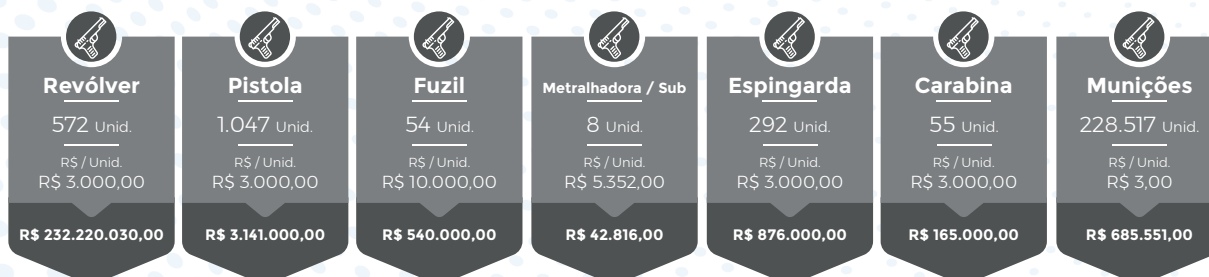 Revólver
572 Unid.
R$ / Unid.
R$ 3.000,00
R$ 232.220.030,00
Pistola
1.047 Unid.
R$ / Unid.
R$ 3.000,00
R$ 3.141.000,00
Fuzil
54 Unid.
R$ / Unid.
R$ 10.000,00
R$ 540.000,00
Metralhadora / Sub
8 Unid.
R$ / Unid.
R$ 5.352,00
R$ 42.816,00
Espingarda
292 Unid.
R$ / Unid.
R$ 3.000,00
R$ 876.000,00
Carabina
55 Unid.
R$ / Unid.
R$ 3.000,00
R$ 165.000,00
Munições
228.517 Unid.
R$ / Unid.
R$ 3,00
R$ 685.551,00